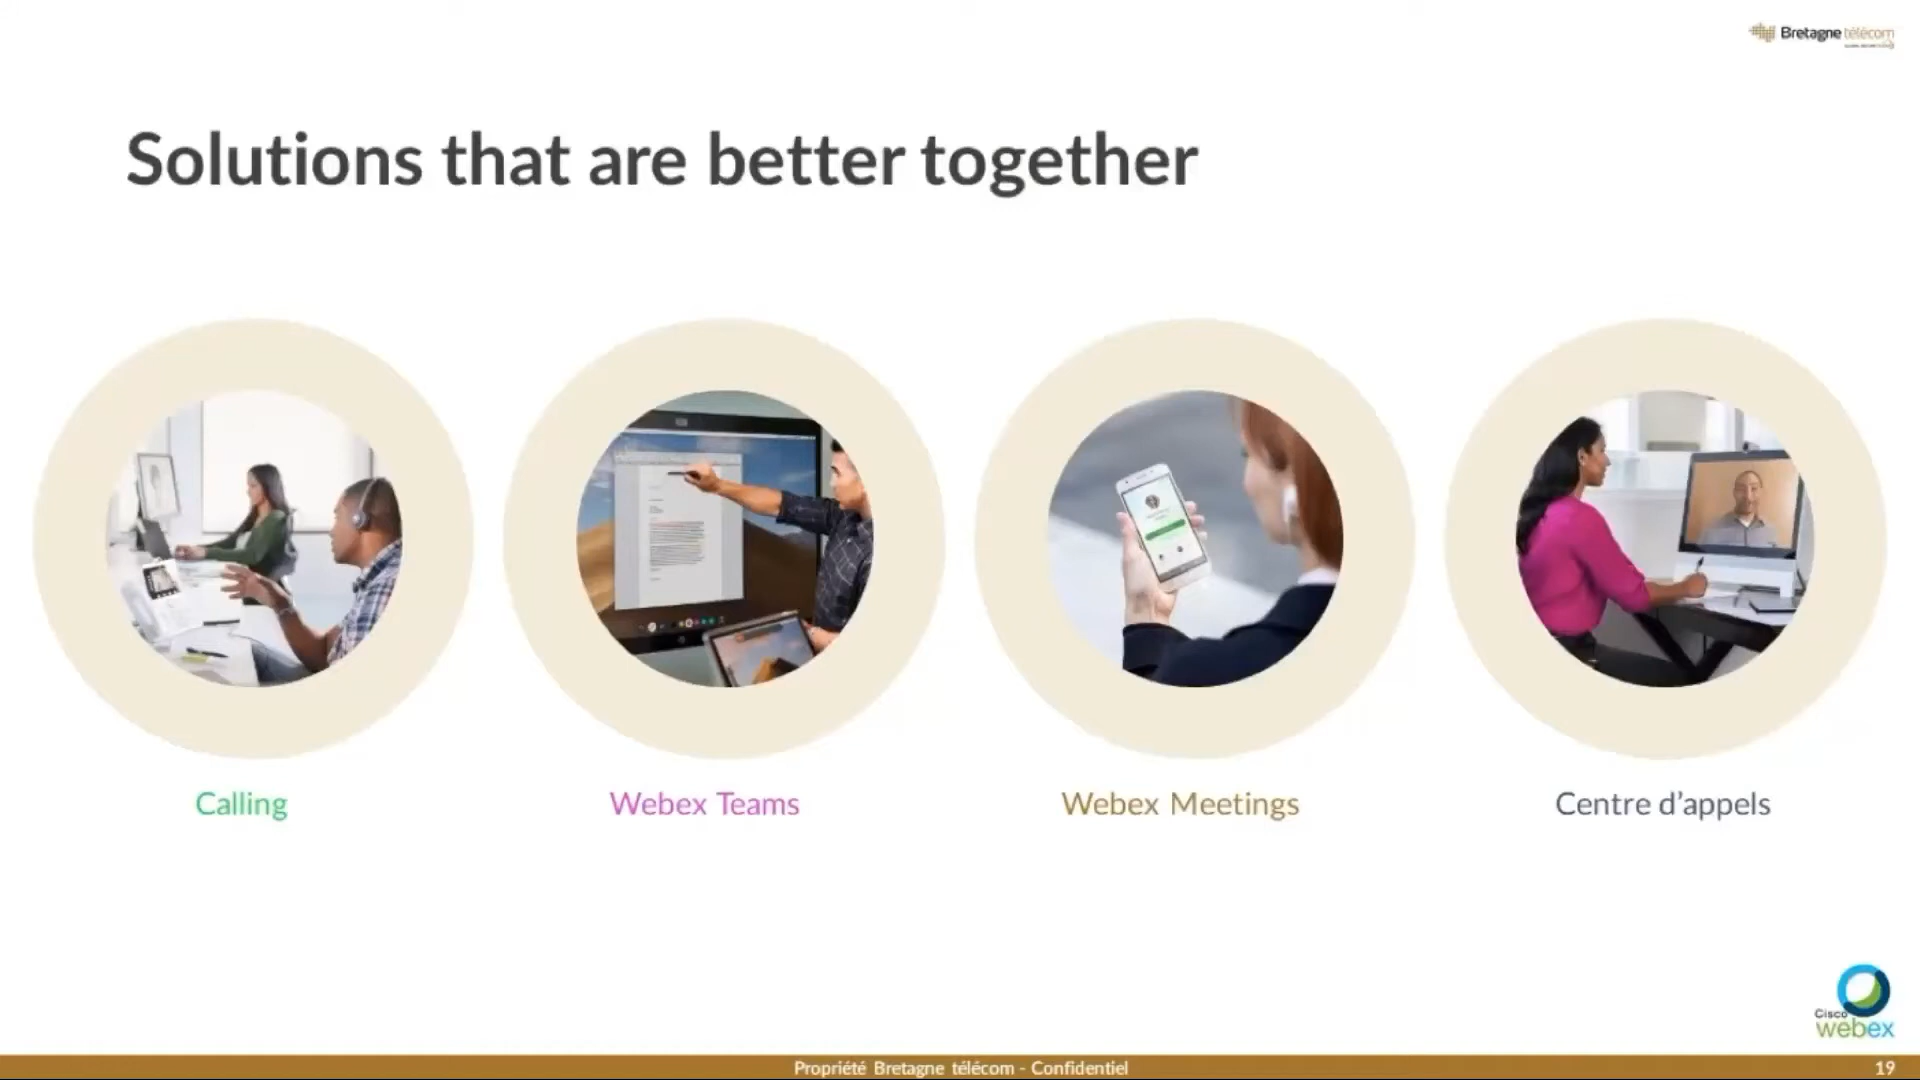 Bretagne télécom
Solutions that are better together
Calling
Webex Teams
Webex Meetings
Centre d'appels
Cisco
webex
Propriété Bretagne télécom - Confidentiel
19